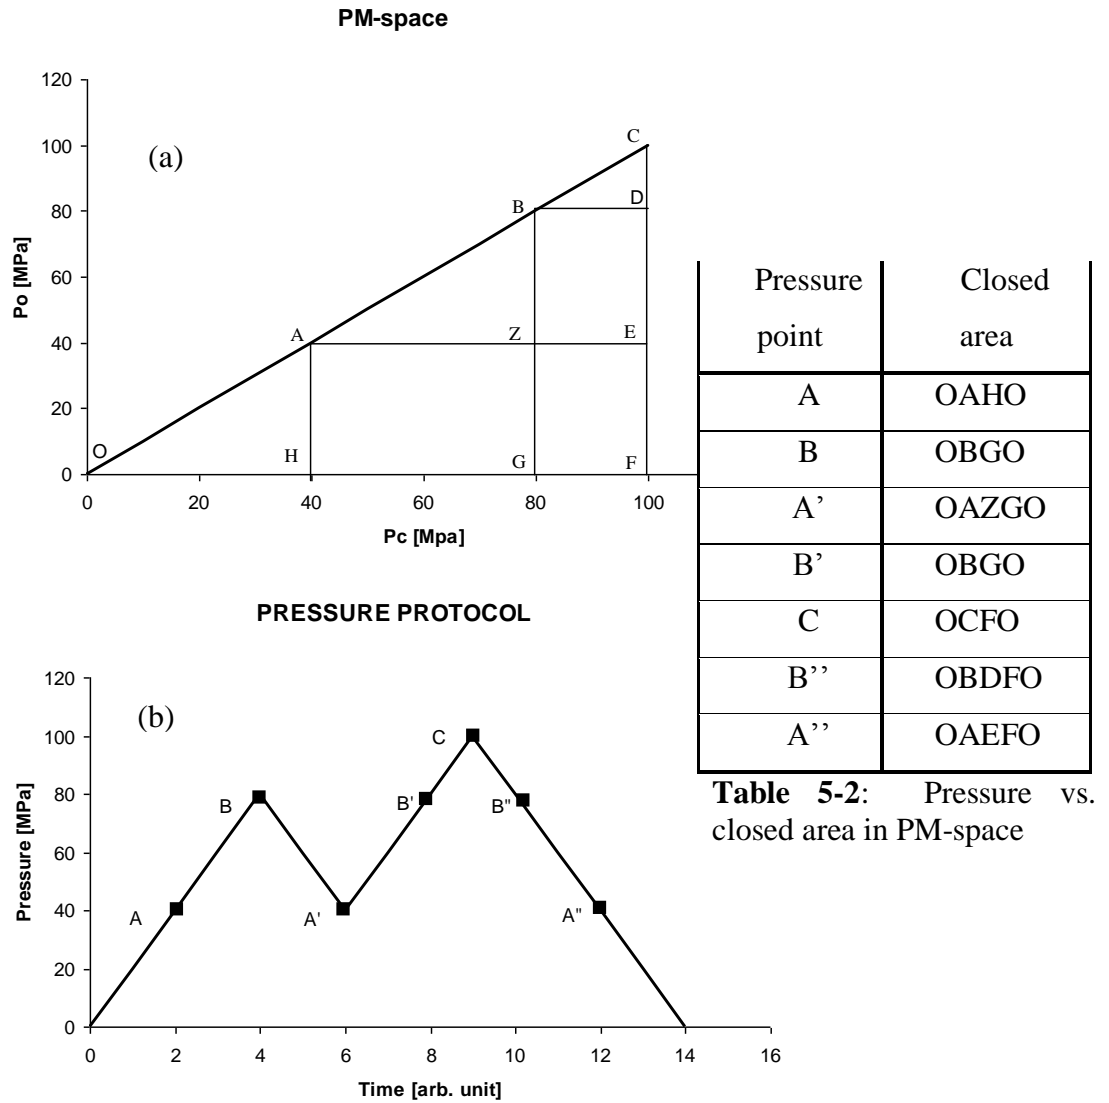 PM-space
120
100
80
60
40
20
0
Po [MPa]
(a)
O
A
B
C
D
Z
E
H
G
F
0 20 40 60 80 100
Pc [Mpa]
Pressure point Closed area
A OAHO
B OBGO
A’ OAZGO
B’ OBGO
C OCFO
B’’ OBDFO
A’’ OAEFO
Table 5-2: Pressure vs.
closed area in PM-space
PRESSURE PROTOCOL
120
100
80
60
40
20
0
Pressure [MPa]
(b)
A
B
A'
B'
C
B"
A"
0 2 4 6 8 10 12 14 16
Time [arb. unit]